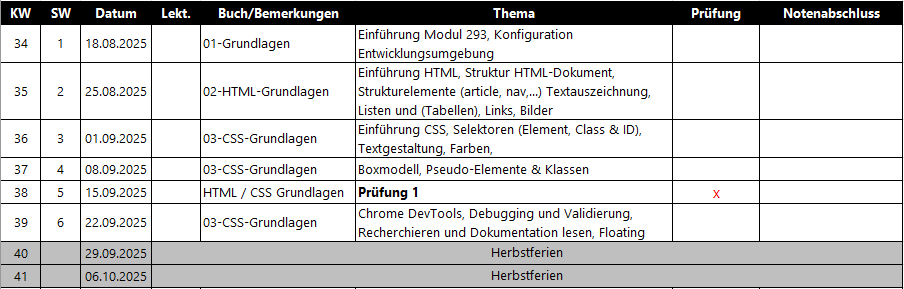 KW SW Datum Lekt. Buch/Bemerkungen Thema Prüfung Notenabschluss
34 1 18.08.2025 01-Grundlagen Einführung Modul 293, Konfiguration
Entwicklungsumgebung
35 2 25.08.2025 02-HTML-Grundlagen Einführung HTML, Struktur HTML-Dokument,
Strukturelemente (article, nav,...) Textauszeichnung,
Listen und (Tabellen), Links, Bilder
36 3 01.09.2025 03-CSS-Grundlagen Einführung CSS, Selektoren (Element, Class & ID),
Textgestaltung, Farben,
37 4 08.09.2025 03-CSS-Grundlagen Boxmodell, Pseudo-Elemente & Klassen
38 5 15.09.2025 HTML / CSS Grundlagen Prüfung 1 x
39 6 22.09.2025 03-CSS-Grundlagen Chrome DevTools, Debugging und Validierung,
Recherchieren und Dokumentation lesen, Floating
40 29.09.2025 Herbstferien
41 06.10.2025 Herbstferien